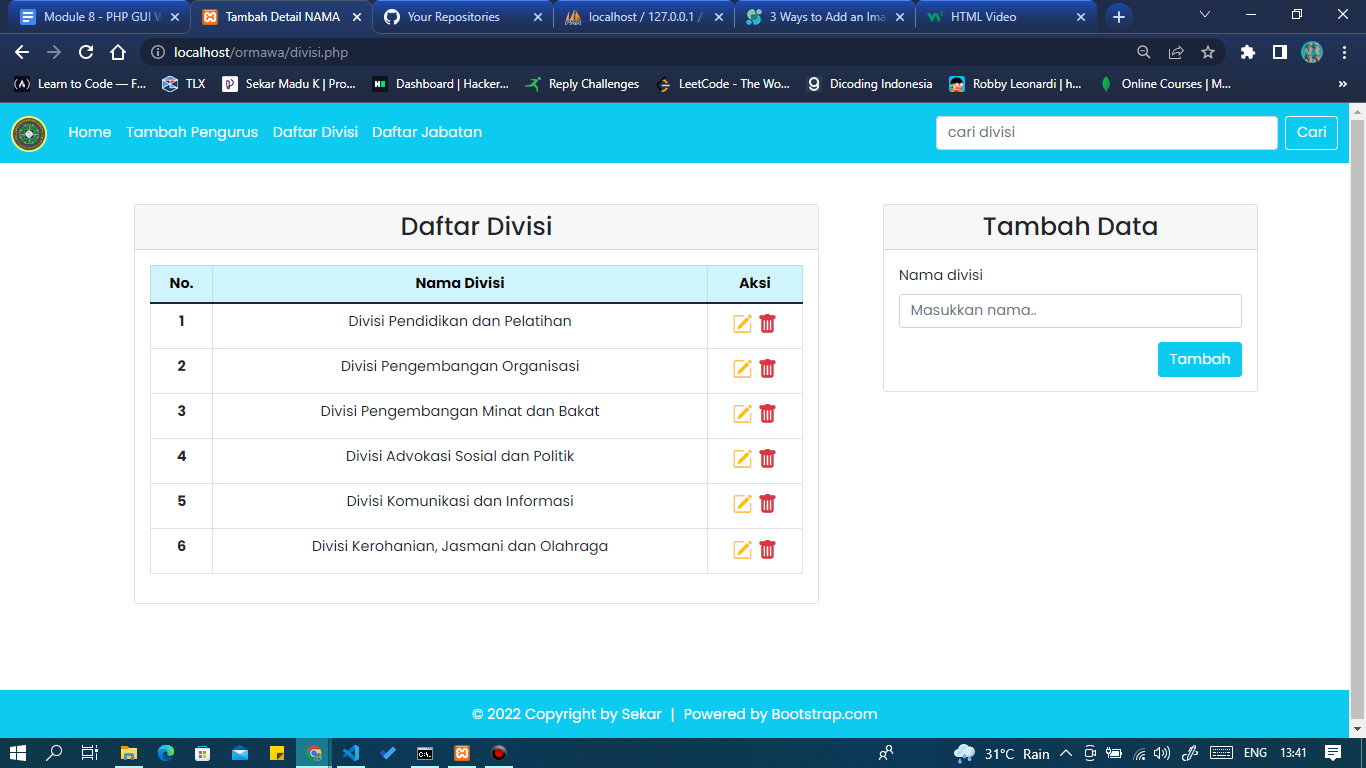 Module 8 - PHP GUI W
Tambah Detail NAMA
Your Repositories
localhost / 127.0.0.1 /
3 Ways to Add an Ima
HTML Video
localhost/ormawa/divisi.php
Learn to Code — F...
TLX
Sekar Madu K | Pro...
Dashboard | Hacker...
Reply Challenges
LeetCode - The Wo...
Dicoding Indonesia
Robby Leonardi | h...
Online Courses | M...
»
Home
Tambah Pengurus
Daftar Divisi
Daftar Jabatan
cari divisi
Cari
Daftar Divisi
No. Nama Divisi Aksi
1 Divisi Pendidikan dan Pelatihan
2 Divisi Pengembangan Organisasi
3 Divisi Pengembangan Minat dan Bakat
4 Divisi Advokasi Sosial dan Politik
5 Divisi Komunikasi dan Informasi
6 Divisi Kerohanian, Jasmani dan Olahraga
Tambah Data
Nama divisi
Masukkan nama..
Tambah
© 2022 Copyright by Sekar | Powered by Bootstrap.com
31°C Rain
ENG
13:41